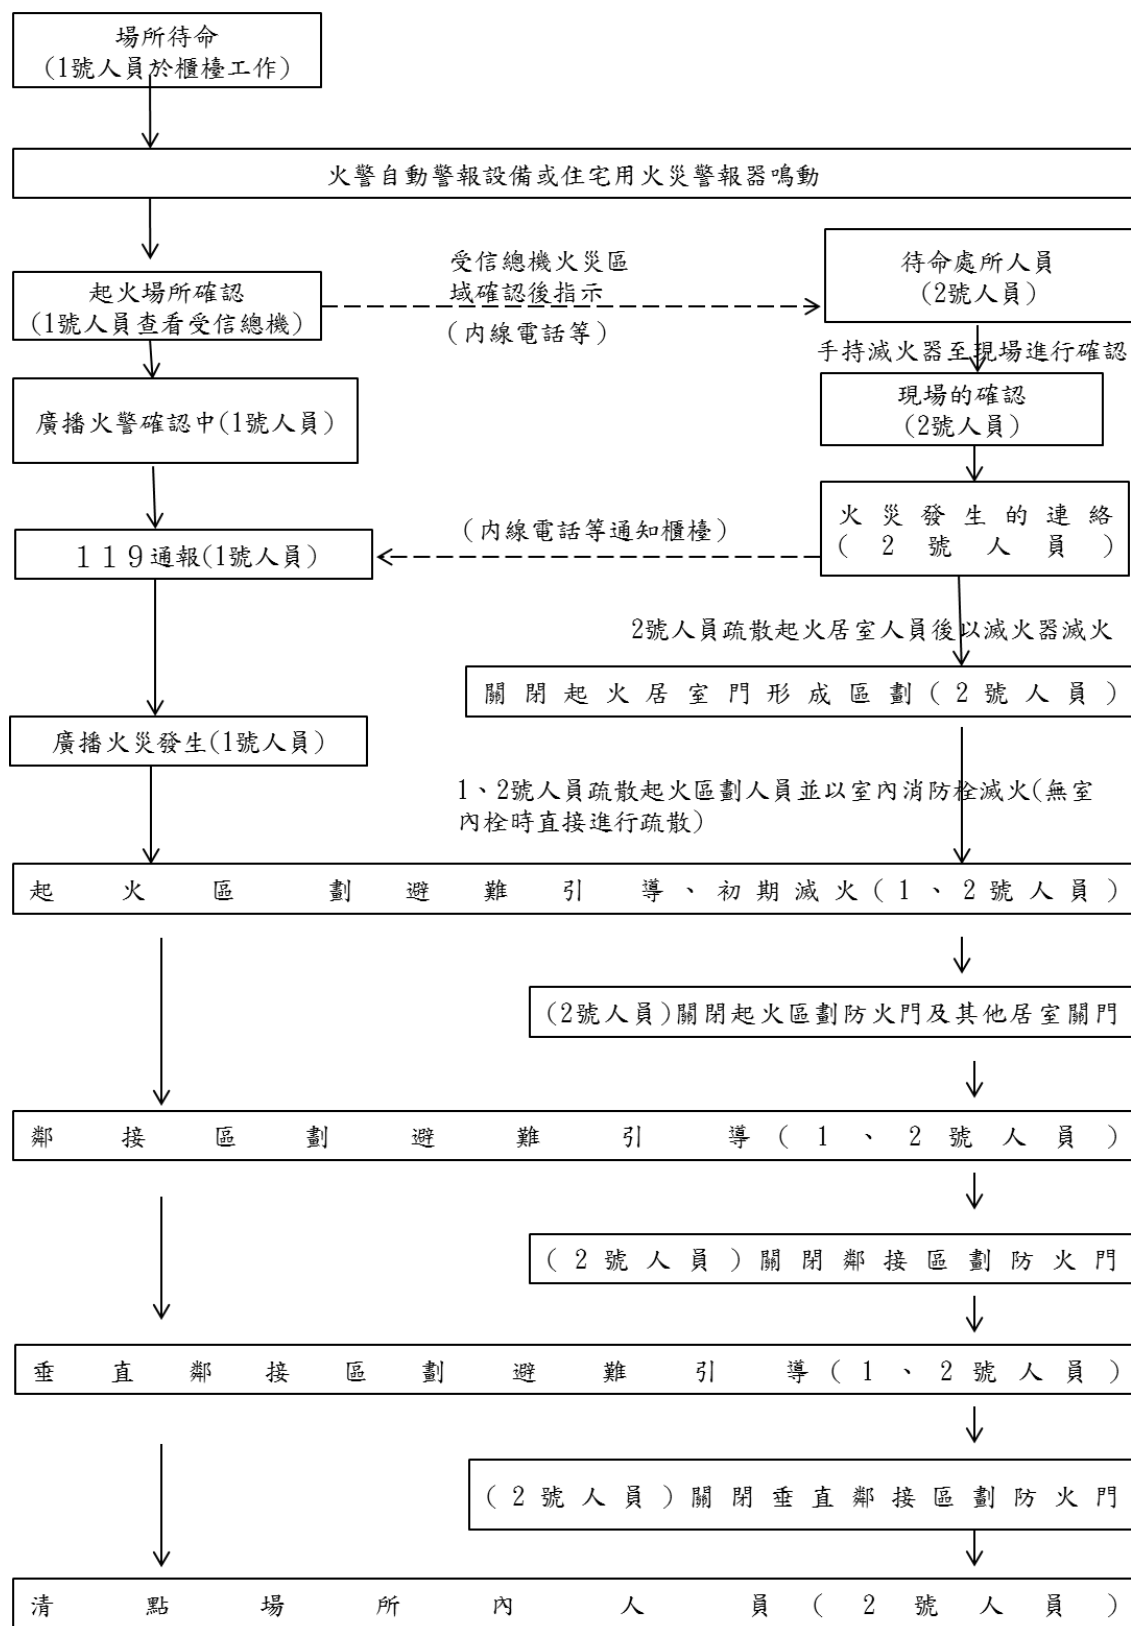 場所待命
(1號人員於櫃檯工作)
火警自動警報設備或住宅用火災警報器鳴動
受信總機火災區
域確認後指示
(內線電話等)
待命處所人員
(2號人員)
起火場所確認
(1號人員查看受信總機)
手持滅火器至現場進行確認
廣播火警確認中(1號人員)
現場的確認
(2號人員)
火災發生的連絡
(2號人員)
(內線電話等通知櫃檯)
１１９通報(1號人員)
2號人員疏散起火居室人員後以滅火器滅火
關閉起火居室門形成區劃(2號人員)
廣播火災發生(1號人員)
1、2號人員疏散起火區劃人員並以室內消防栓滅火(無室
內栓時直接進行疏散)
起火區劃避難引導、初期滅火(1、2號人員)
(2號人員)關閉起火區劃防火門及其他居室關門
鄰接區劃避難引導(1、2號人員)
(2號人員)關閉鄰接區劃防火門
垂直鄰接區劃避難引導(1、2號人員)
(2號人員)關閉垂直鄰接區劃防火門
清點場所內人員(2號人員)